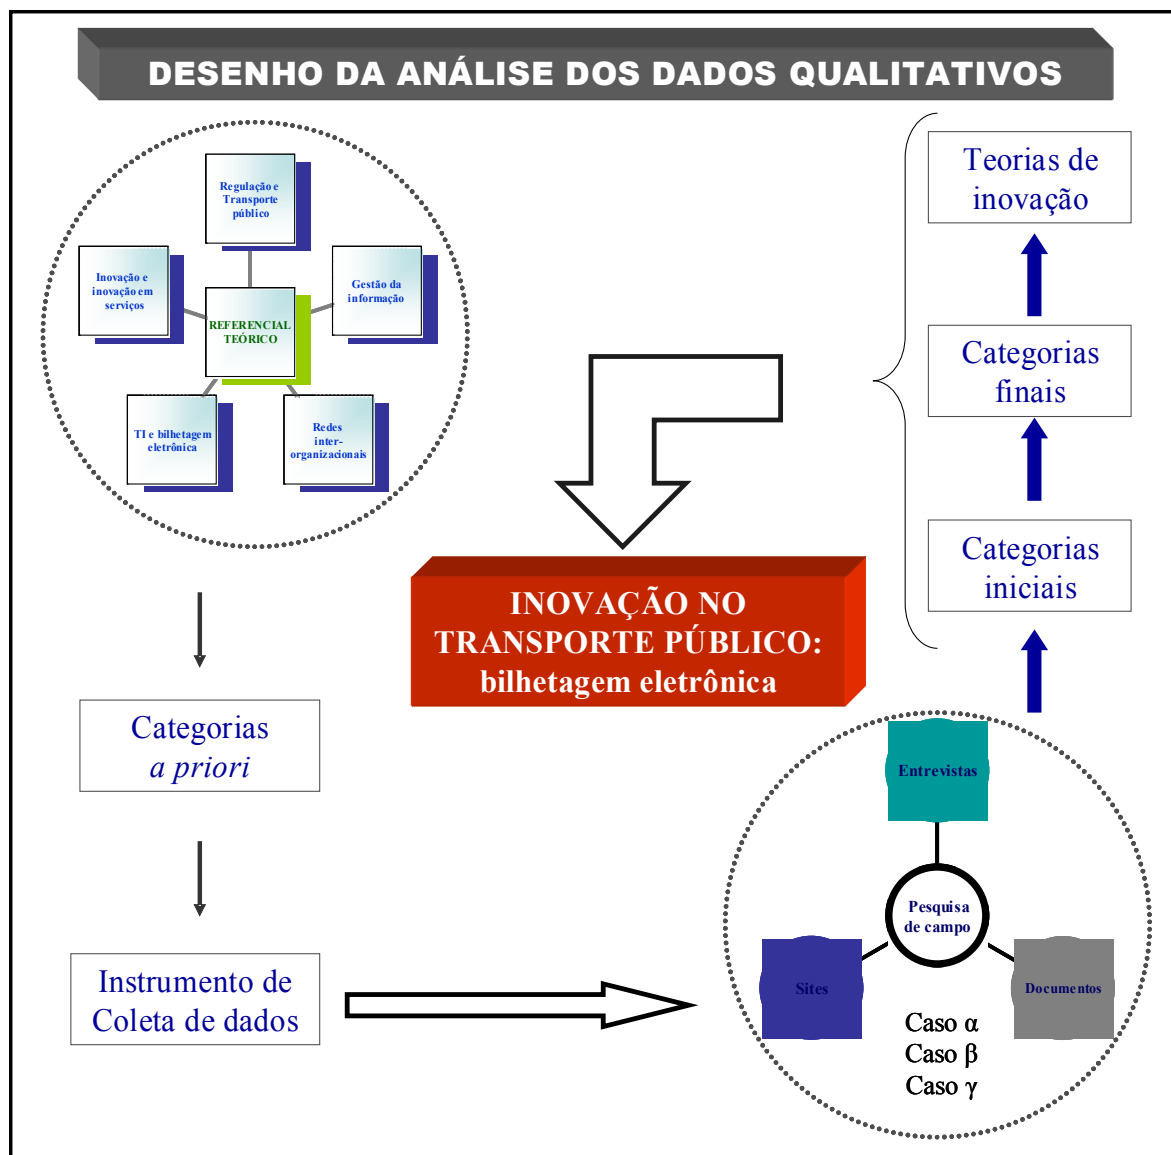 DESENHO DA ANÁLISE DOS DADOS QUALITATIVOS
Regulação e
Transporte
público
Inovação e
inovação em
serviços
Gestão da
informação
REFERENCIAL
TEÓRICO
TI e bilhetagem
eletrônica
Redes
inter-
organizacionais
Categorias
a priori
Instrumento de
Coleta de dados
Entrevistas
Pesquisa
de campo
Sites
Documentos
Caso α
Caso β
Caso γ
Categorias
iniciais
Categorias
finais
Teorias de
inovação
INOVAÇÃO NO
TRANSPORTE PÚBLICO:
bilhetagem eletrônica